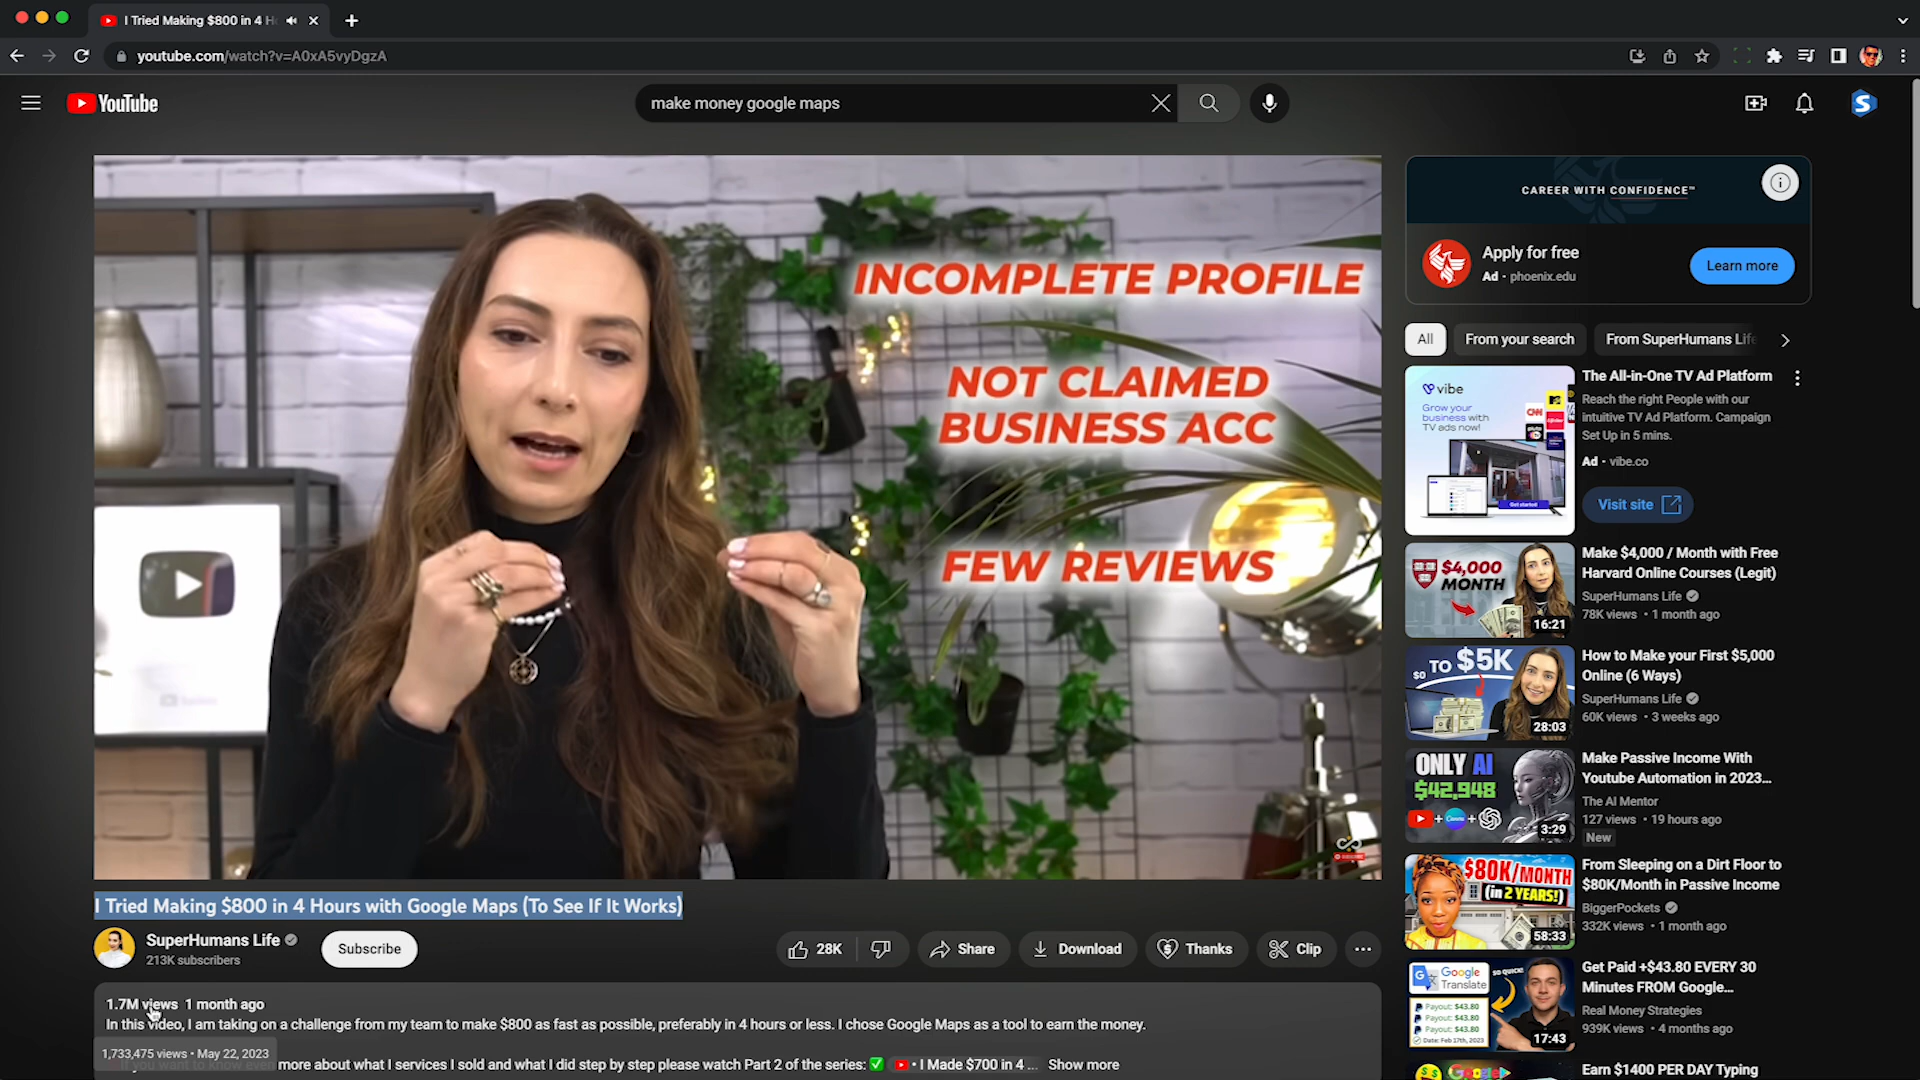 I Tried Making $800 in 4 H
youtube.com/watch?v=A0xA5vyDgzA
YouTube
make money google maps
S
INCOMPLETE PROFILE
NOT CLAIMED
BUSINESS ACC
FEW REVIEWS
I Tried Making $800 in 4 Hours with Google Maps (To See If It Works)
SuperHumans Life
213K subscribers
Subscribe
28K
Share
Download
Thanks
Clip
1.7M views 1 month ago
In this video, I am taking on a challenge from my team to make $800 as fast as possible, preferably in 4 hours or less. I chose Google Maps as a tool to earn the money.
1,733,475 views • May 22, 2023
If you want to know even more about what I services I sold and what I did step by step please watch Part 2 of the series: ✅ • I Made $700 in 4 ... Show more
CAREER WITH CONFIDENCE™
Apply for free
Ad • phoenix.edu
Learn more
All
From your search
From SuperHumans Life
vibe
Grow your
business with
TV ads now!
CNN
Get started
The All-in-One TV Ad Platform
Reach the right People with our
intuitive TV Ad Platform. Campaign
Set Up in 5 mins.
Ad • vibe.co
Visit site
$4,000
MONTH
16:21
Make $4,000 / Month with Free
Harvard Online Courses (Legit)
SuperHumans Life
78K views • 1 month ago
$0 TO $5K
28:03
How to Make your First $5,000
Online (6 Ways)
SuperHumans Life
60K views • 3 weeks ago
ONLY AI
$42,948
+ Canva +
3:29
Make Passive Income With
Youtube Automation in 2023...
The AI Mentor
127 views • 19 hours ago
New
$80K/MONTH
(in 2 YEARS!)
58:33
From Sleeping on a Dirt Floor to
$80K/Month in Passive Income
BiggerPockets
332K views • 1 month ago
Google
Translate
SO QUICK!
Payout: $43.80
Payout: $43.80
Payout: $43.80
Date: Feb 17th, 2023
17:43
Get Paid +$43.80 EVERY 30
Minutes FROM Google...
Real Money Strategies
939K views • 4 months ago
Google
Earn $1400 PER DAY Typing